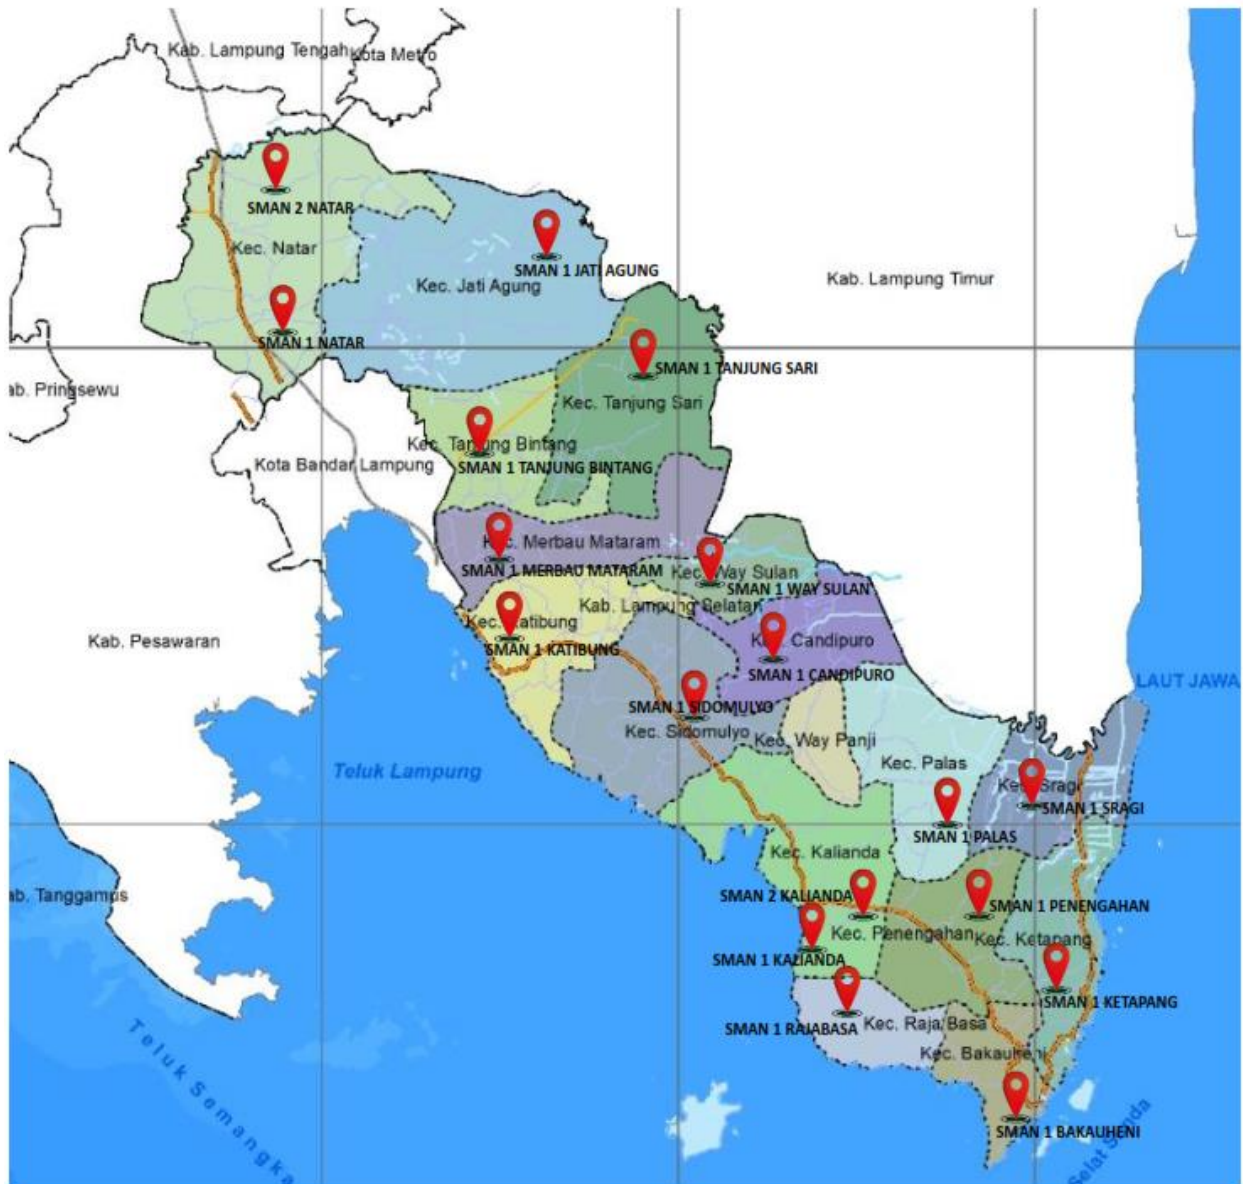 Kab. Lampung Tengah
Kota Metro
SMAN 2 NATAR
Kec. Natar
SMAN 1 JATI AGUNG
Kec. Jati Agung
Kab. Lampung Timur
SMAN 1 NATAR
SMAN 1 TANJUNG SARI
ab. Pringsewu
Kec. Tanjung Sari
Kec. Tanjung Bintang
Kota Bandar Lampung
SMAN 1 TANJUNG BINTANG
Kec. Merbau Mataram
SMAN 1 MERBAU MATARAM
Kec. Way Sulan
SMAN 1 WAY SULAN
Kab. Lampung Selatan
Kec. Katibung
Kab. Pesawaran
SMAN 1 KATIBUNG
Kec. Candipuro
SMAN 1 CANDIPURO
LAUT JAWA
SMAN 1 SIDOMULYO
Kec. Sidomulyo
Kec. Way Panji
Teluk Lampung
Kec. Palas
Kec. Sragi
SMAN 1 SRAGI
SMAN 1 PALAS
Kec. Kalianda
ab. Tanggamus
SMAN 2 KALIANDA
SMAN 1 PENENGAHAN
Kec. Penengahan
Kec. Ketapang
SMAN 1 KALIANDA
SMAN 1 KETAPANG
SMAN 1 RAJABASA
Kec. Raja Basa
Kec. Bakauheni
Teluk Semangka
SMAN 1 BAKAUHENI
Selat Sunda